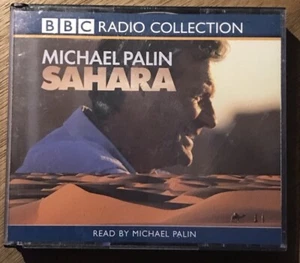 BBC RADIO COLLECTION
MICHAEL PALIN
SAHARA
READ BY MICHAEL PALIN